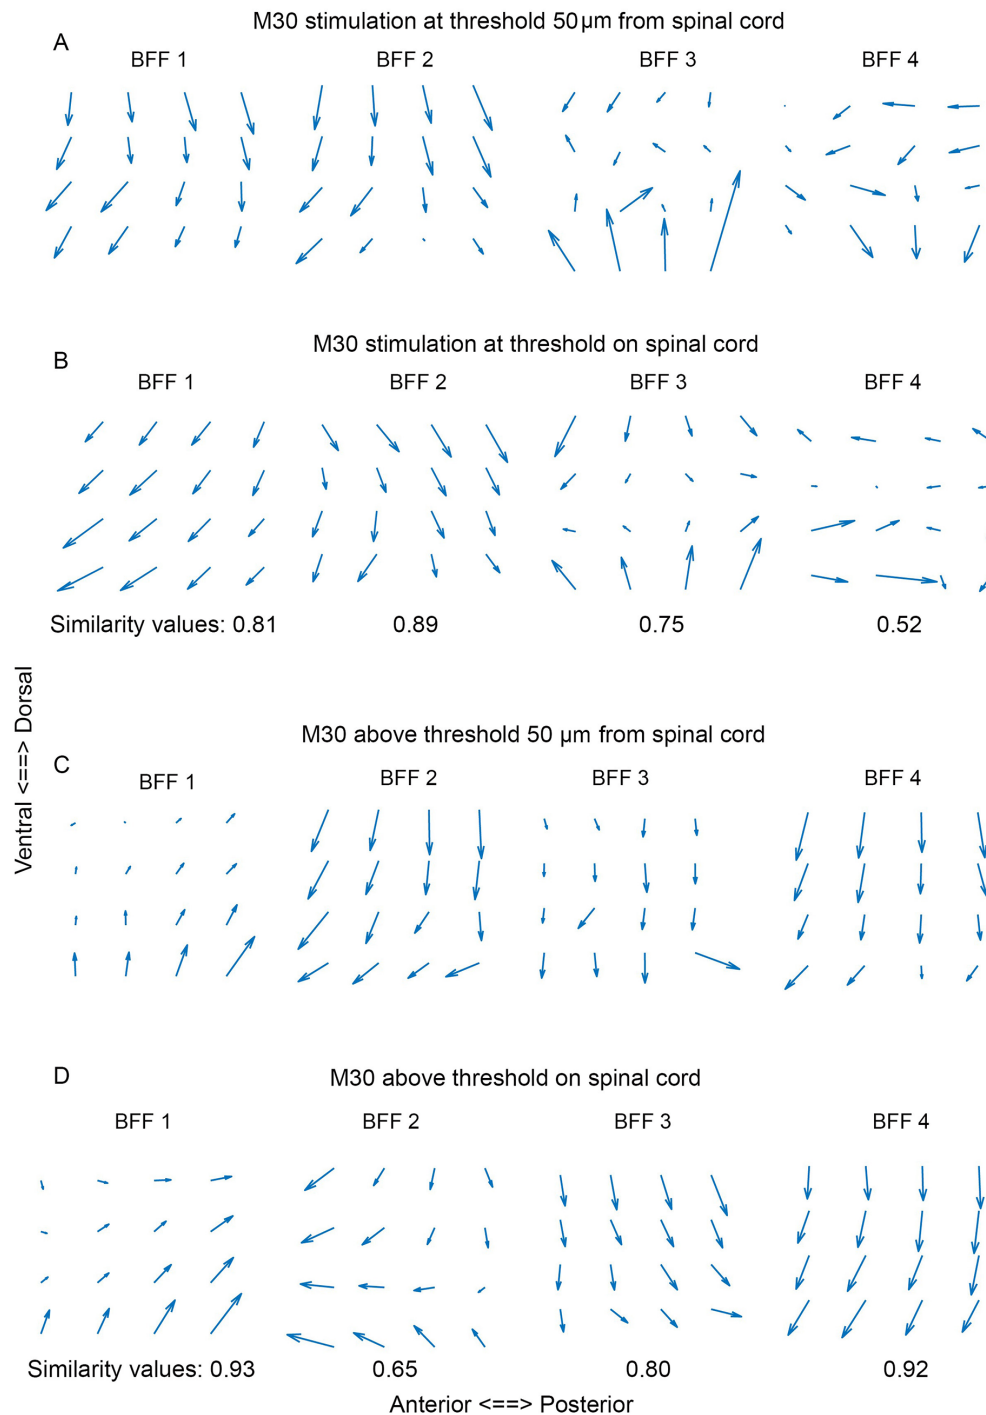 M30 stimulation at threshold 50 µm from spinal cord
A
BFF 1 BFF 2 BFF 3 BFF 4
M30 stimulation at threshold on spinal cord
B
BFF 1 BFF 2 BFF 3 BFF 4
Similarity values: 0.81 0.89 0.75 0.52
Ventral <==> Dorsal
M30 above threshold 50 µm from spinal cord
C
BFF 1 BFF 2 BFF 3 BFF 4
D
M30 above threshold on spinal cord
BFF 1 BFF 2 BFF 3 BFF 4
Similarity values: 0.93 0.65 0.80 0.92
Anterior <==> Posterior